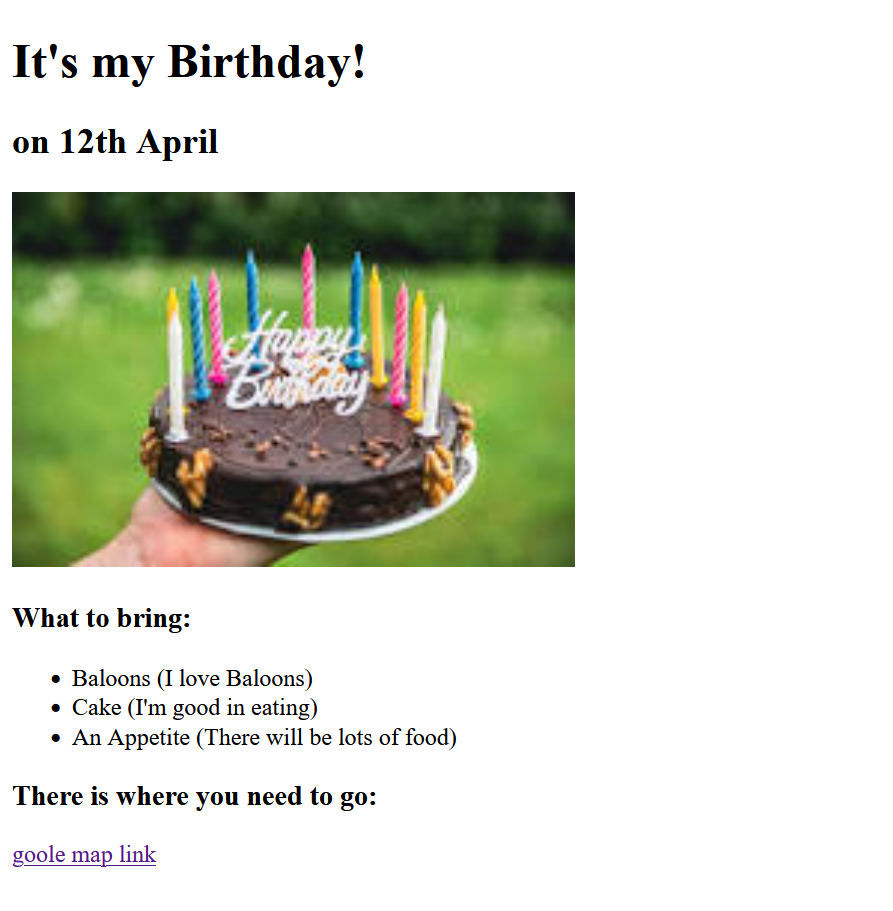 It's my Birthday!
on 12th April
Happy
Birthday
What to bring:
Baloons (I love Baloons)
Cake (I'm good in eating)
An Appetite (There will be lots of food)
There is where you need to go:
goole map link